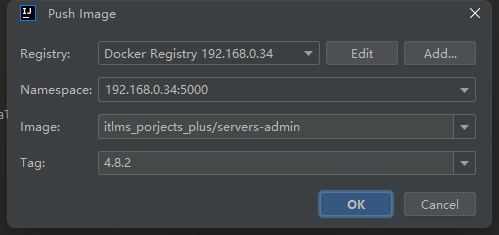 IJ Push Image
Registry: Docker Registry 192.168.0.34 Edit Add...
Namespace: 192.168.0.34:5000
Image: itlms_porjects_plus/servers-admin
Tag: 4.8.2
OK Cancel